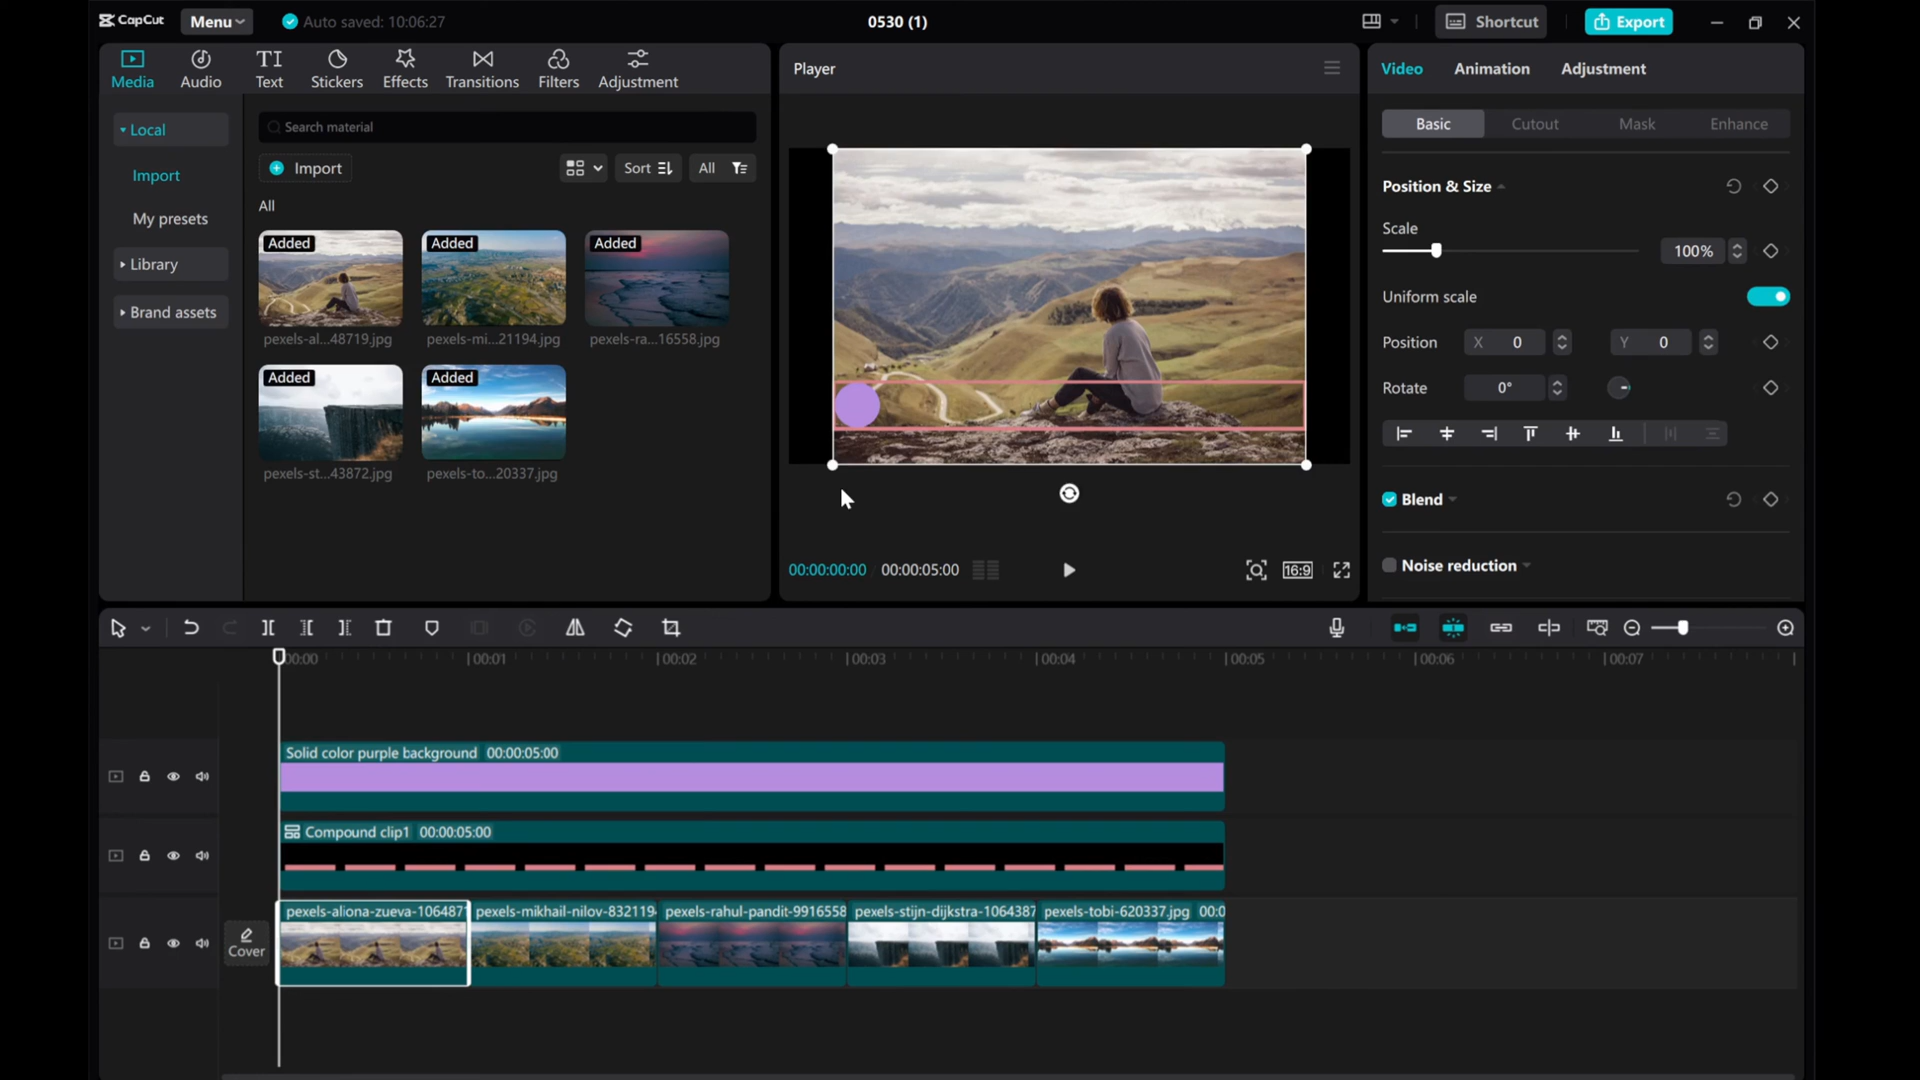 CapCut Menu Auto saved: 10:06:27 0530 (1) Shortcut Export
Media Audio Text Stickers Effects Transitions Filters Adjustment
Player
Video Animation Adjustment
Local
Import
My presets
Library
Brand assets
Search material
Import Sort All
All
Added Added Added
pexels-al...48719.jpg pexels-mi...21194.jpg pexels-ra...16558.jpg
Added Added
pexels-st...43872.jpg pexels-to...20337.jpg
00:00:00:00 00:00:05:00 16:9
Basic Cutout Mask Enhance
Position & Size
Scale
100%
Uniform scale
Position X 0 Y 0
Rotate 0°
Blend
Noise reduction
00:00 00:01 00:02 00:03 00:04 00:05 00:06 00:07
Solid color purple background 00:00:05:00
Compound clip1 00:00:05:00
Cover
pexels-aliona-zueva-106487 pexels-mikhail-nilov-832119 pexels-rahul-pandit-9916558 pexels-stijn-dijkstra-1064387 pexels-tobi-620337.jpg 00:0